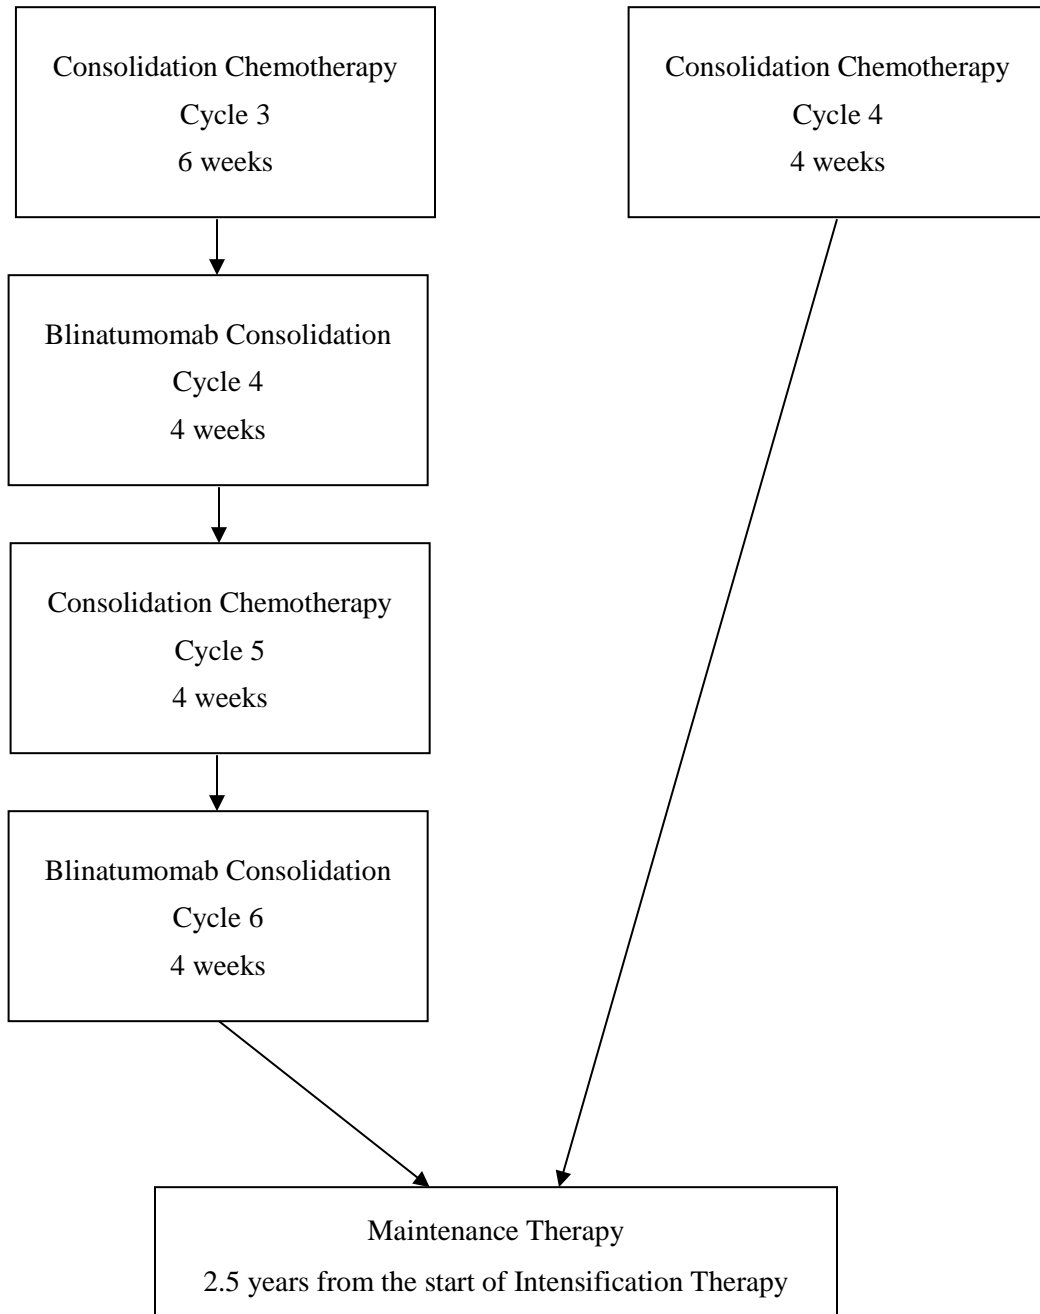 Consolidation Chemotherapy
Cycle 3
6 weeks
Consolidation Chemotherapy
Cycle 4
4 weeks
Blinatumomab Consolidation
Cycle 4
4 weeks
Consolidation Chemotherapy
Cycle 5
4 weeks
Blinatumomab Consolidation
Cycle 6
4 weeks
Maintenance Therapy
2.5 years from the start of Intensification Therapy